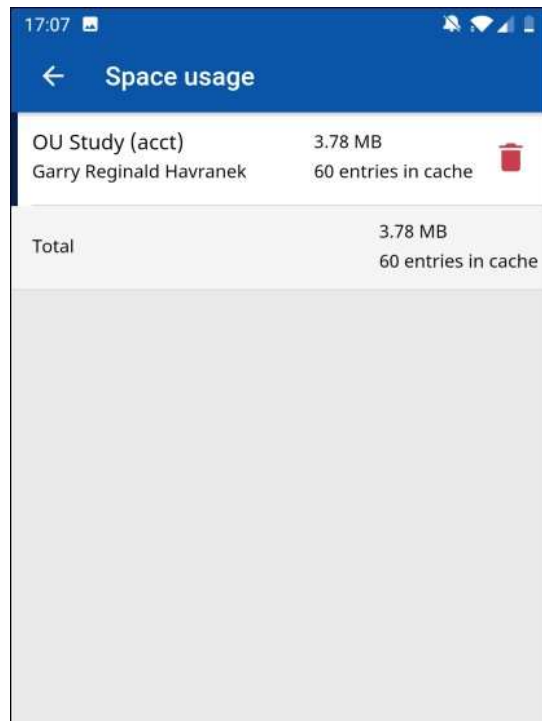 17:07
Space usage
OU Study (acct)
3.78 MB
Garry Reginald Havranek
60 entries in cache
Total
3.78 MB
60 entries in cache